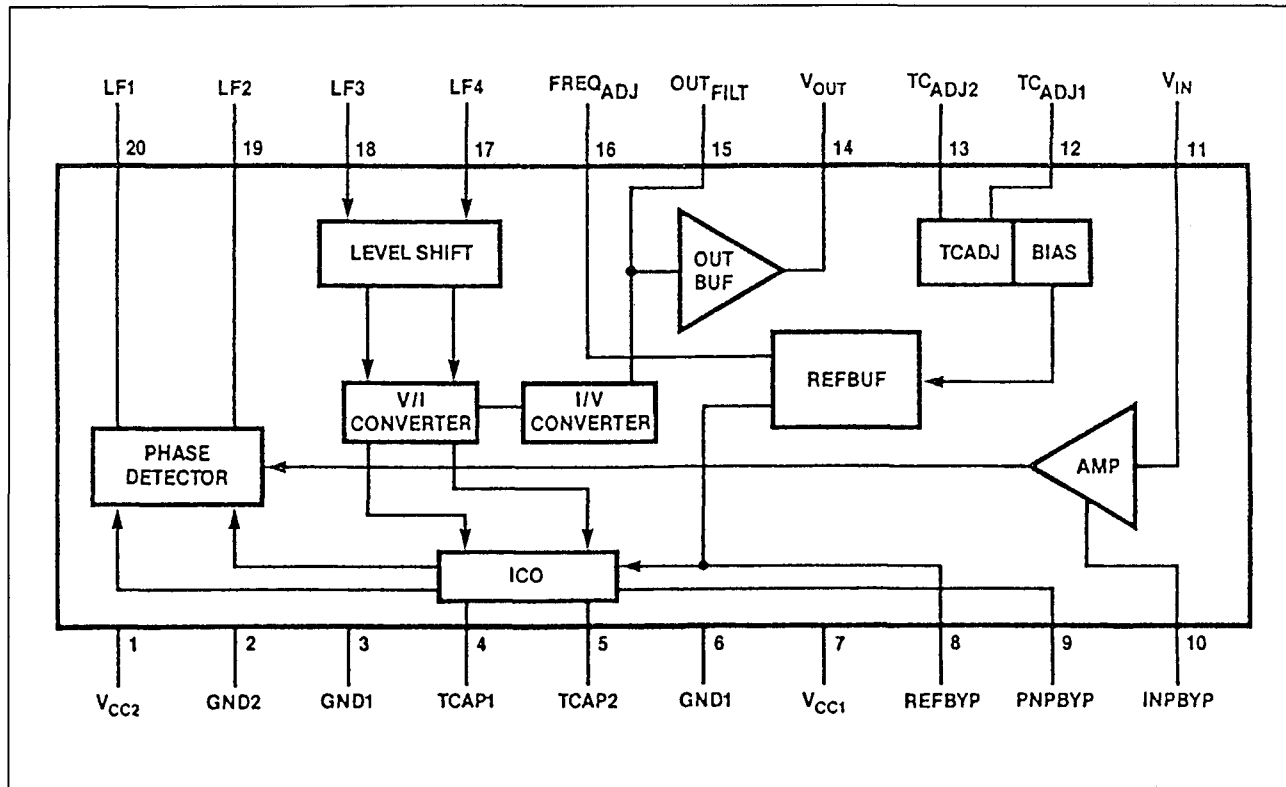 LF1 LF2 LF3 LF4 FREQADJ OUTFILT VOUT TCADJ2 TCADJ1 VIN
20 19 18 17 16 15 14 13 12 11
LEVEL SHIFT
OUT
BUF
TCADJ BIAS
REFBUF
V/I
CONVERTER
I/V
CONVERTER
PHASE
DETECTOR
AMP
ICO
1 2 3 4 5 6 7 8 9 10
VCC2 GND2 GND1 TCAP1 TCAP2 GND1 VCC1 REFBYP PNPBYP INPBYP